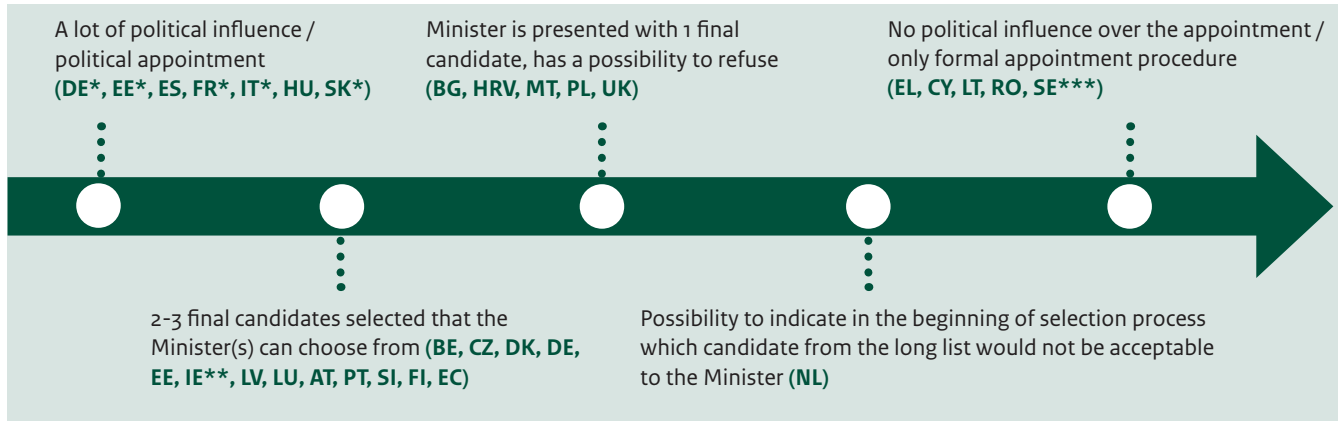 A lot of political influence /
political appointment
(DE*, EE*, ES, FR*, IT*, HU, SK*)
Minister is presented with 1 final
candidate, has a possibility to refuse
(BG, HRV, MT, PL, UK)
No political influence over the appointment /
only formal appointment procedure
(EL, CY, LT, RO, SE***)
2-3 final candidates selected that the
Minister(s) can choose from (BE, CZ, DK, DE,
EE, IE**, LV, LU, AT, PT, SI, FI, EC)
Possibility to indicate in the beginning of selection process
which candidate from the long list would not be acceptable
to the Minister (NL)